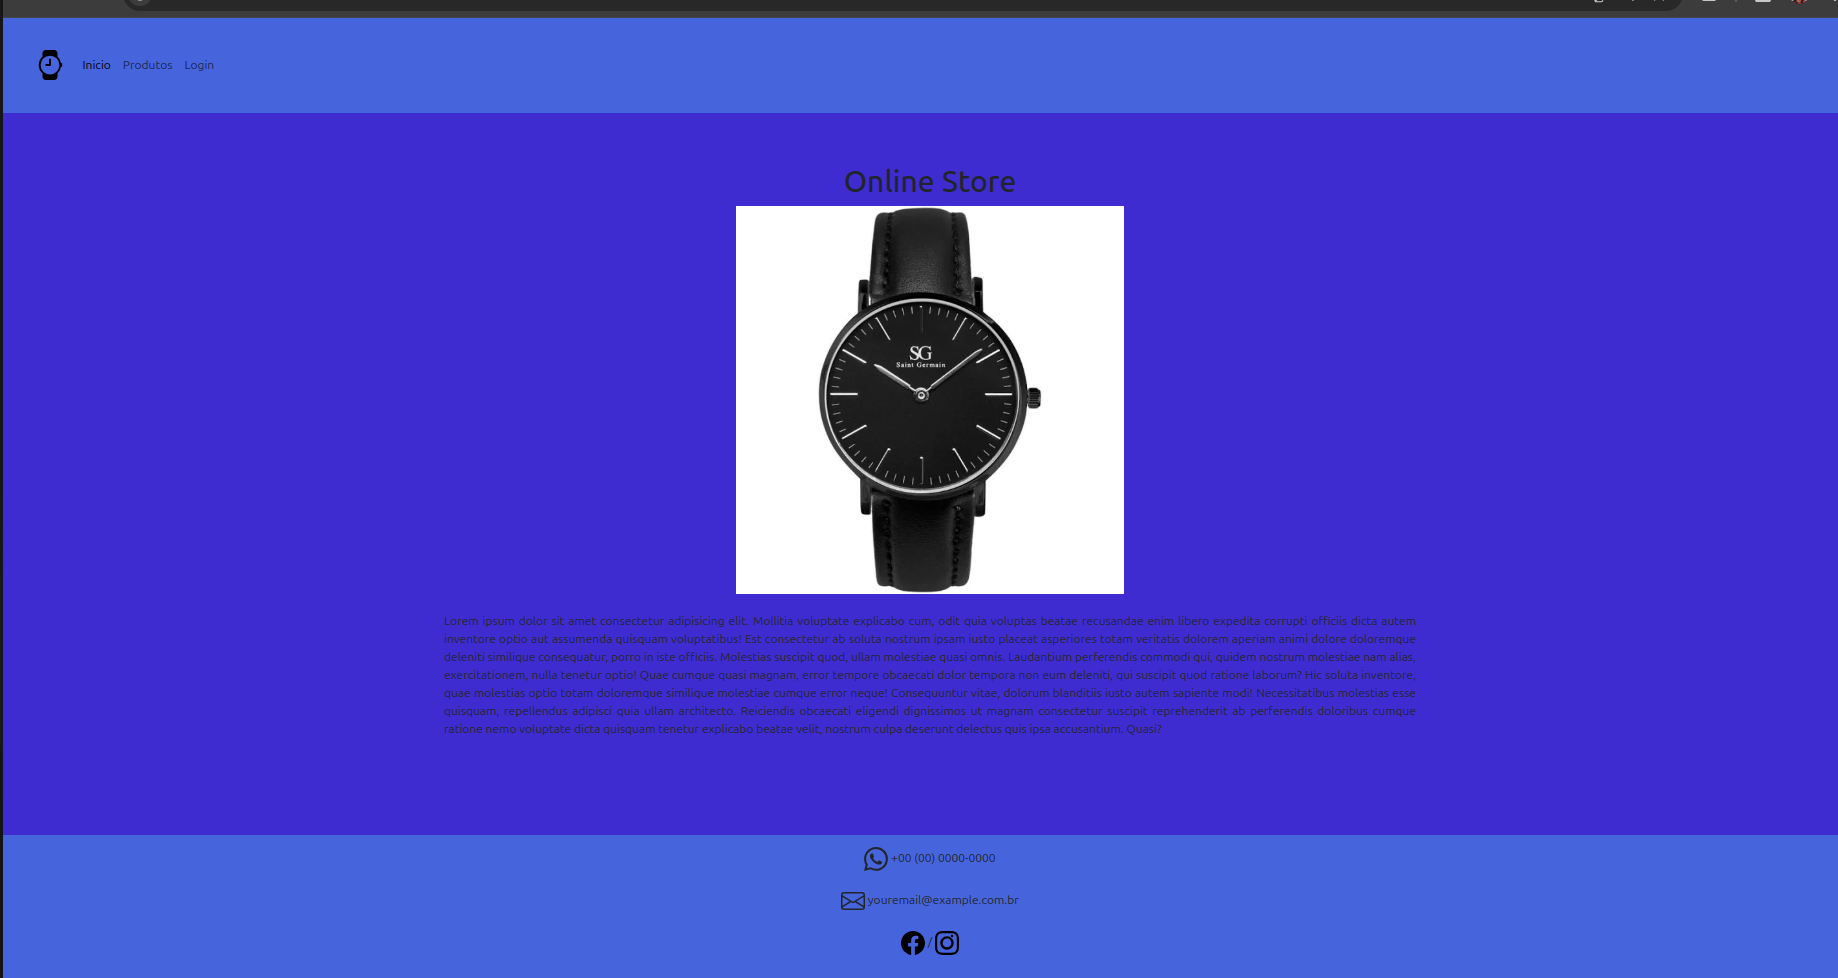 Inicio Produtos Login
Online Store
SG
Saint Germain
Lorem ipsum dolor sit amet consectetur adipisicing elit. Mollitia voluptate explicabo cum, odit quia voluptas beatae recusandae enim libero expedita corrupti officiis dicta autem
inventore optio aut assumenda quisquam voluptatibus! Est consectetur ab soluta nostrum ipsam iusto placeat asperiores totam veritatis dolorem aperiam animi dolore doloremque
deleniti similique consequatur, porro in iste officiis. Molestias suscipit quod, ullam molestiae quasi omnis. Laudantium perferendis commodi qui, quidem nostrum molestiae nam alias,
exercitationem, nulla tenetur optio! Quae cumque quasi magnam, error tempore obcaecati dolor tempora non eum deleniti, qui suscipit quod ratione laborum? Hic soluta inventore,
quae molestias optio totam doloremque similique molestiae cumque error neque! Consequuntur vitae, dolorum blanditiis iusto autem sapiente modi! Necessitatibus molestias esse
quisquam, repellendus adipisci quia ullam architecto. Reiciendis obcaecati eligendi dignissimos ut magnam consectetur suscipit reprehenderit ab perferendis doloribus cumque
ratione nemo voluptate dicta quisquam tenetur explicabo beatae velit, nostrum culpa deserunt delectus quis ipsa accusantium. Quasi?
+00 (00) 0000-0000
youremail@example.com.br
/